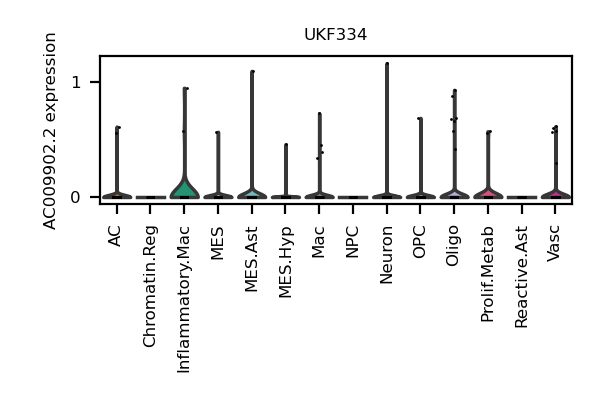 UKF334
AC009902.2 expression
1
0
AC
Chromatin.Reg
Inflammatory.Mac
MES
MES.Ast
MES.Hyp
Mac
NPC
Neuron
OPC
Oligo
Prolif.Metab
Reactive.Ast
Vasc